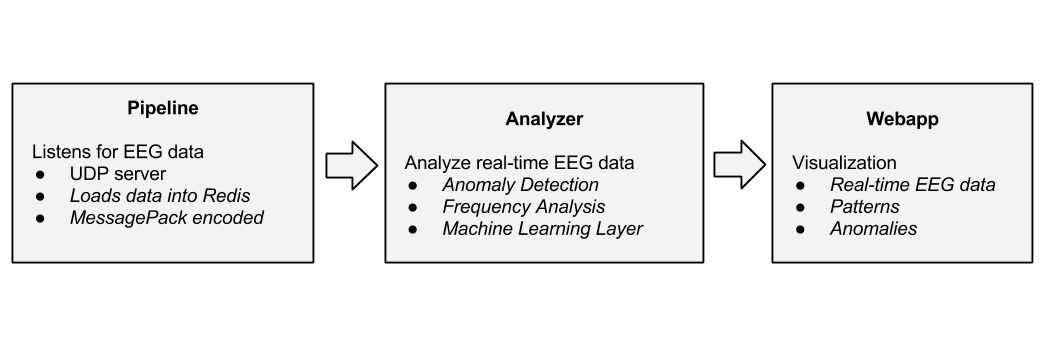 Pipeline
Listens for EEG data
● UDP server
● Loads data into Redis
● MessagePack encoded
Analyzer
Analyze real-time EEG data
● Anomaly Detection
● Frequency Analysis
● Machine Learning Layer
Webapp
Visualization
● Real-time EEG data
● Patterns
● Anomalies